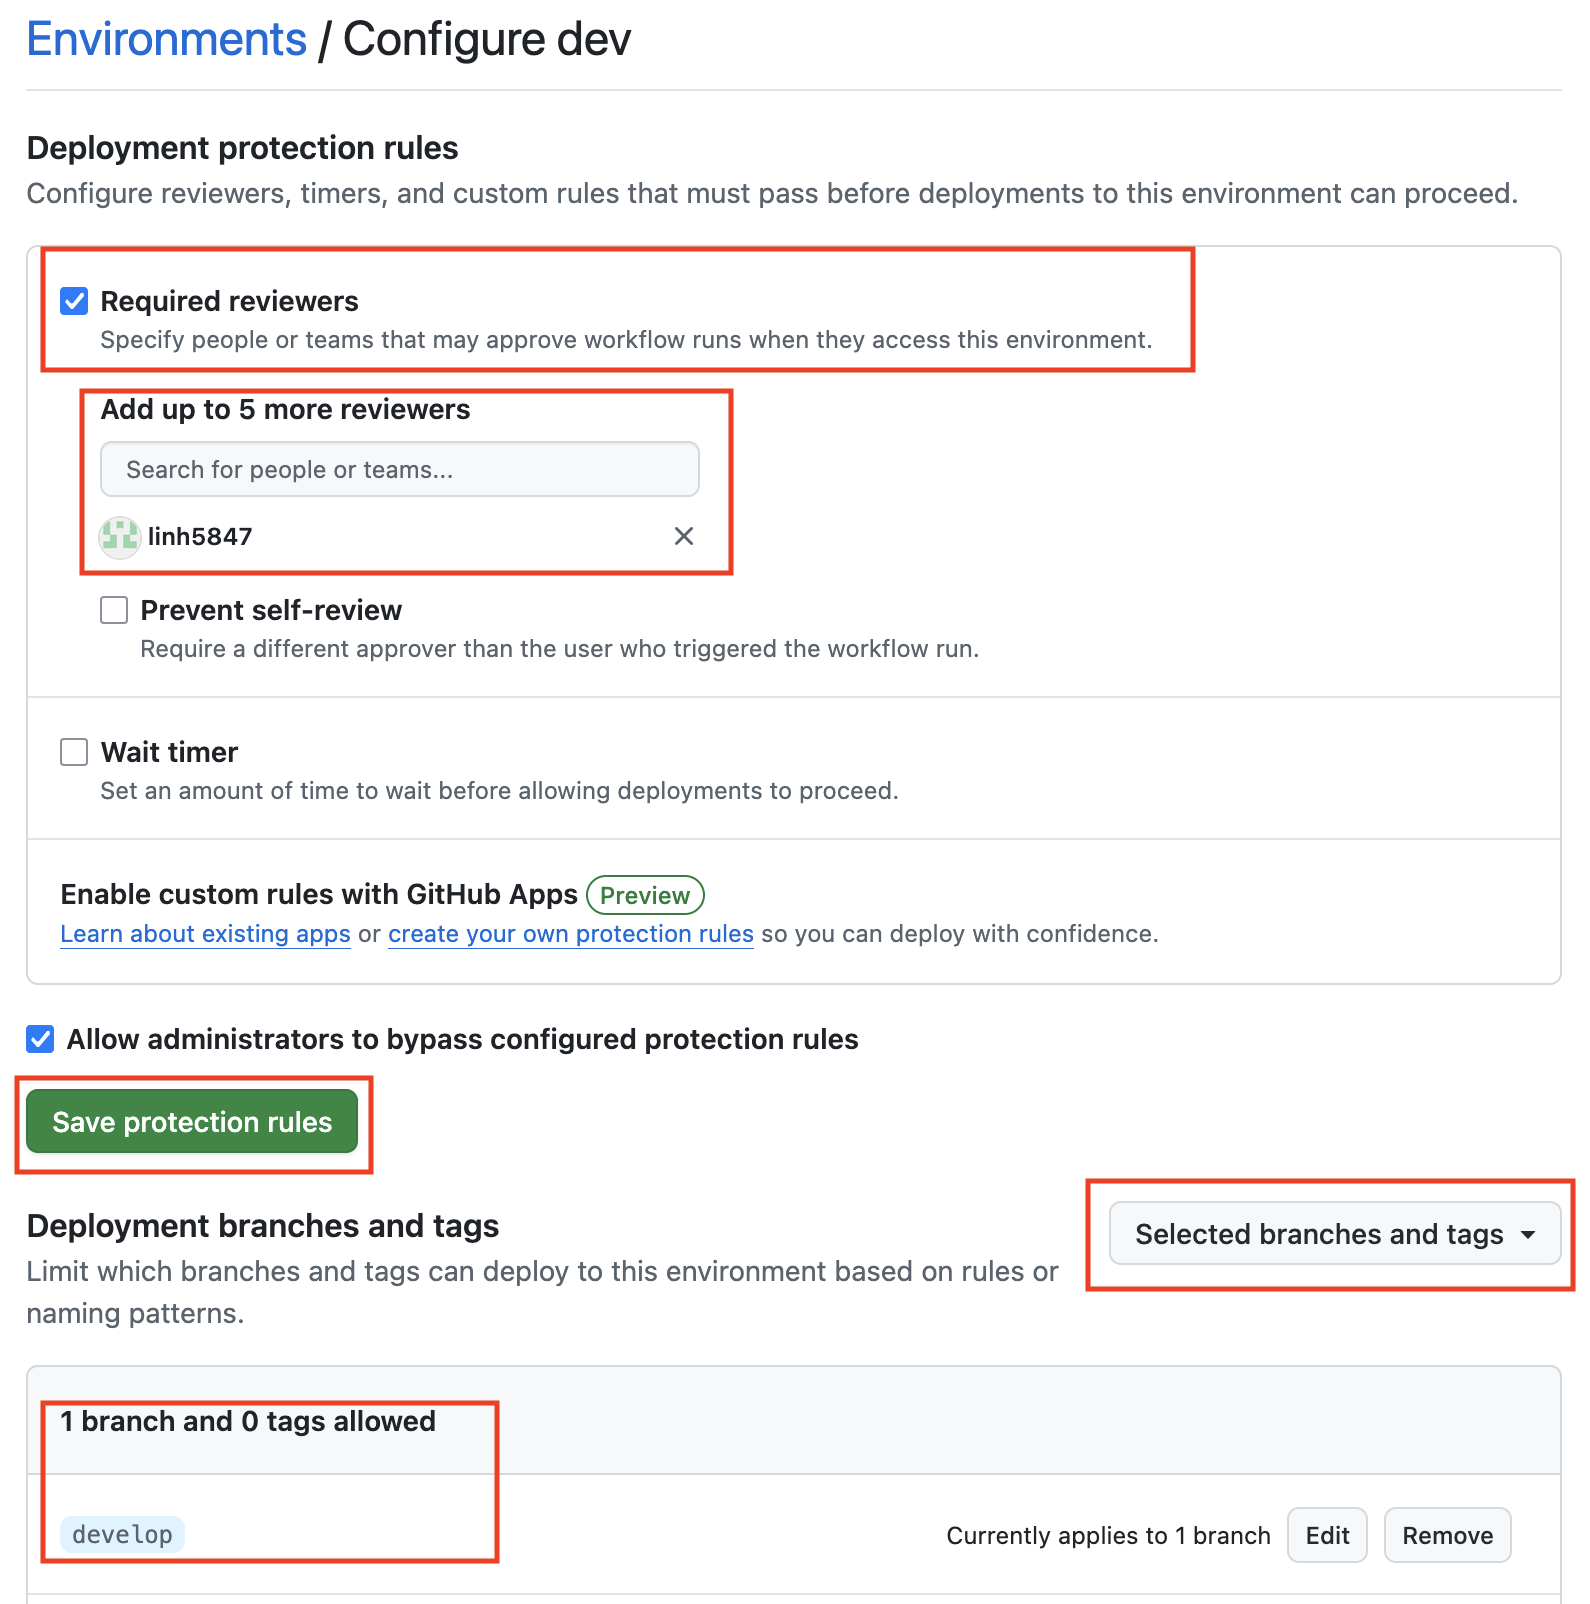 Environments / Configure dev
Deployment protection rules
Configure reviewers, timers, and custom rules that must pass before deployments to this environment can proceed.
Required reviewers
Specify people or teams that may approve workflow runs when they access this environment.
Add up to 5 more reviewers
Search for people or teams...
linh5847
Prevent self-review
Require a different approver than the user who triggered the workflow run.
Wait timer
Set an amount of time to wait before allowing deployments to proceed.
Enable custom rules with GitHub Apps Preview
Learn about existing apps or create your own protection rules so you can deploy with confidence.
Allow administrators to bypass configured protection rules
Save protection rules
Deployment branches and tags
Selected branches and tags
Limit which branches and tags can deploy to this environment based on rules or
naming patterns.
1 branch and 0 tags allowed
develop
Currently applies to 1 branch Edit Remove